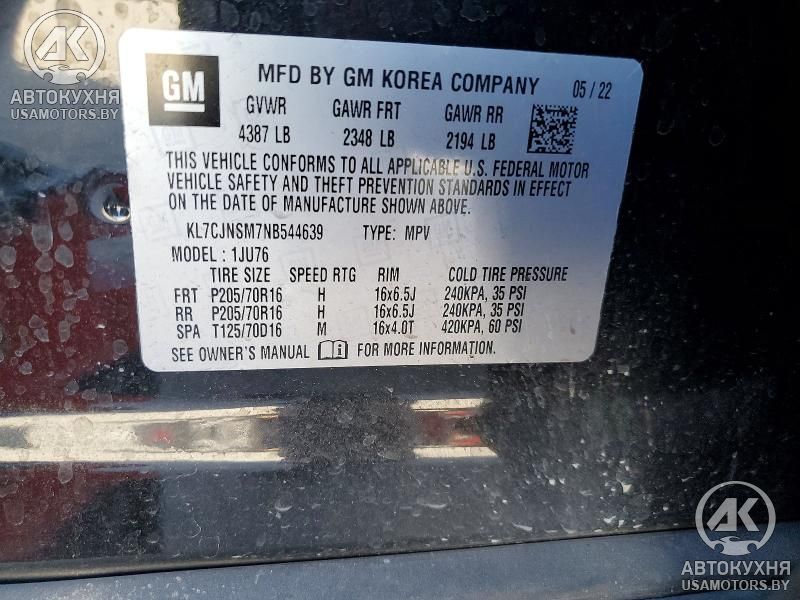 AK
АВТОКУХНЯ
USAMOTORS.BY
GM
MFD BY GM KOREA COMPANY 05 / 22
GVWR GAWR FRT GAWR RR
4387 LB 2348 LB 2194 LB
THIS VEHICLE CONFORMS TO ALL APPLICABLE U.S. FEDERAL MOTOR
VEHICLE SAFETY AND THEFT PREVENTION STANDARDS IN EFFECT
ON THE DATE OF MANUFACTURE SHOWN ABOVE.
KL7CJNSM7NB544639 TYPE: MPV
MODEL : 1JU76
TIRE SIZE SPEED RTG RIM COLD TIRE PRESSURE
FRT P205/70R16 H 16x6.5J 240KPA, 35 PSI
RR P205/70R16 H 16x6.5J 240KPA, 35 PSI
SPA T125/70D16 M 16x4.0T 420KPA, 60 PSI
SEE OWNER'S MANUAL FOR MORE INFORMATION.
AK
АВТОКУХНЯ
USAMOTORS.BY